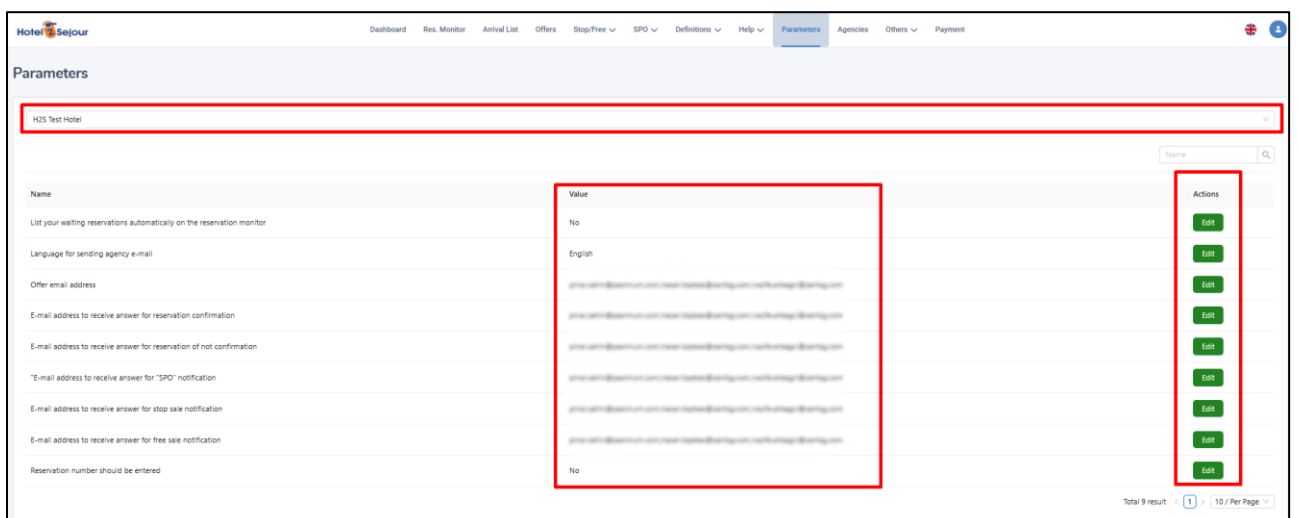 Hotel 2 Sejour Dashboard Res. Monitor Arrival List Offers Stop/Free SPO Definitions Help Parameters Agencies Others Payment
Parameters
H2S Test Hotel
Name
Name Value Actions
List your waiting reservations automatically on the reservation monitor No Edit
Language for sending agency e-mail English Edit
Offer email address Edit
E-mail address to receive answer for reservation confirmation Edit
E-mail address to receive answer for reservation of not confirmation Edit
"E-mail address to receive answer for "SPO" notification Edit
E-mail address to receive answer for stop sale notification Edit
E-mail address to receive answer for free sale notification Edit
Reservation number should be entered No Edit
Total 9 result < 1 > 10 / Per Page